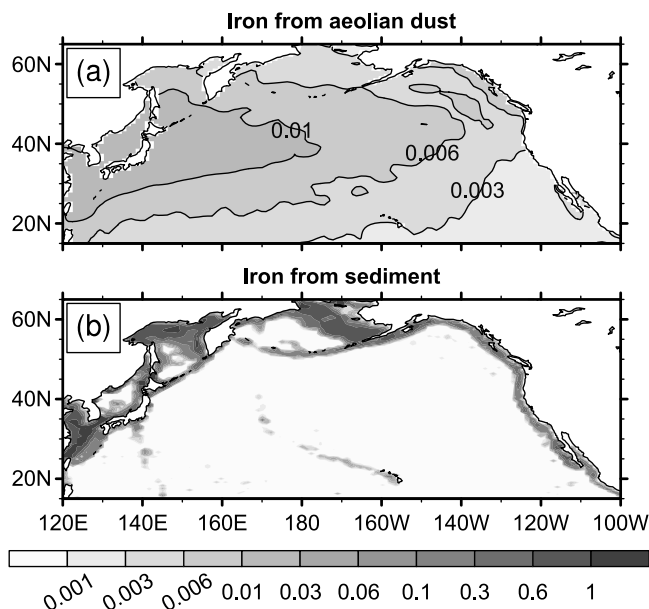 Iron from aeolian dust
(a)
60N
40N
20N
0.01
0.006
0.003
Iron from sediment
(b)
60N
40N
20N
120E 140E 160E 180 160W 140W 120W 100W
0.001 0.003 0.006 0.01 0.03 0.06 0.1 0.3 0.6 1